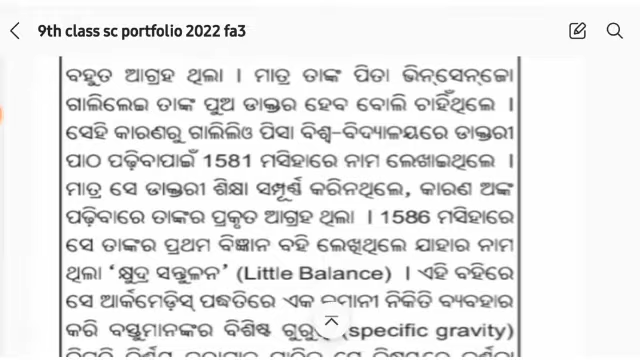 9th class sc portfolio 2022 fa3
ବହୁତ ଆଗ୍ରହ ଥିଲା । ମାତ୍ର ତାଙ୍କ ପିତା ଭିନ୍‌ସେନ୍‌ଜୋ
ଗାଲିଲେଇ ତାଙ୍କ ପୁଅ ଡାକ୍ତର ହେବ ବୋଲି ଚାହିଁଥିଲେ ।
ସେହି କାରଣରୁ ଗାଲିଲିଓ ପିସା ବିଶ୍ୱ-ବିଦ୍ୟାଳୟରେ ଡାକ୍ତରୀ
ପାଠ ପଢ଼ିବାପାଇଁ 1581 ମସିହାରେ ନାମ ଲେଖାଇଥିଲେ ।
ମାତ୍ର ସେ ଡାକ୍ତରୀ ଶିକ୍ଷା ସମ୍ପୂର୍ଣ୍ଣ କରିନଥିଲେ, କାରଣ ଅଙ୍କ
ପଢ଼ିବାରେ ତାଙ୍କର ପ୍ରକୃତ ଆଗ୍ରହ ଥିଲା । 1586 ମସିହାରେ
ସେ ତାଙ୍କର ପ୍ରଥମ ବିଜ୍ଞାନ ବହି ଲେଖିଥିଲେ ଯାହାର ନାମ
ଥିଲା ‘କ୍ଷୁଦ୍ର ସନ୍ତୁଳନ’ (Little Balance) । ଏହି ବହିରେ
ସେ ଆର୍କମେଡ଼ିସ୍ ପଦ୍ଧତିରେ ଏକ ନିକିତି ବ୍ୟବହାର
କରି ବସ୍ତୁମାନଙ୍କର ବିଶିଷ୍ଟ (specific gravity)